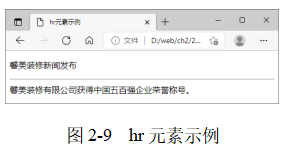 hr元素示例
文件 D:/web/ch2/2...
馨美装修新闻发布
馨美装修有限公司获得中国五百强企业荣誉称号。
图 2-9 hr 元素示例